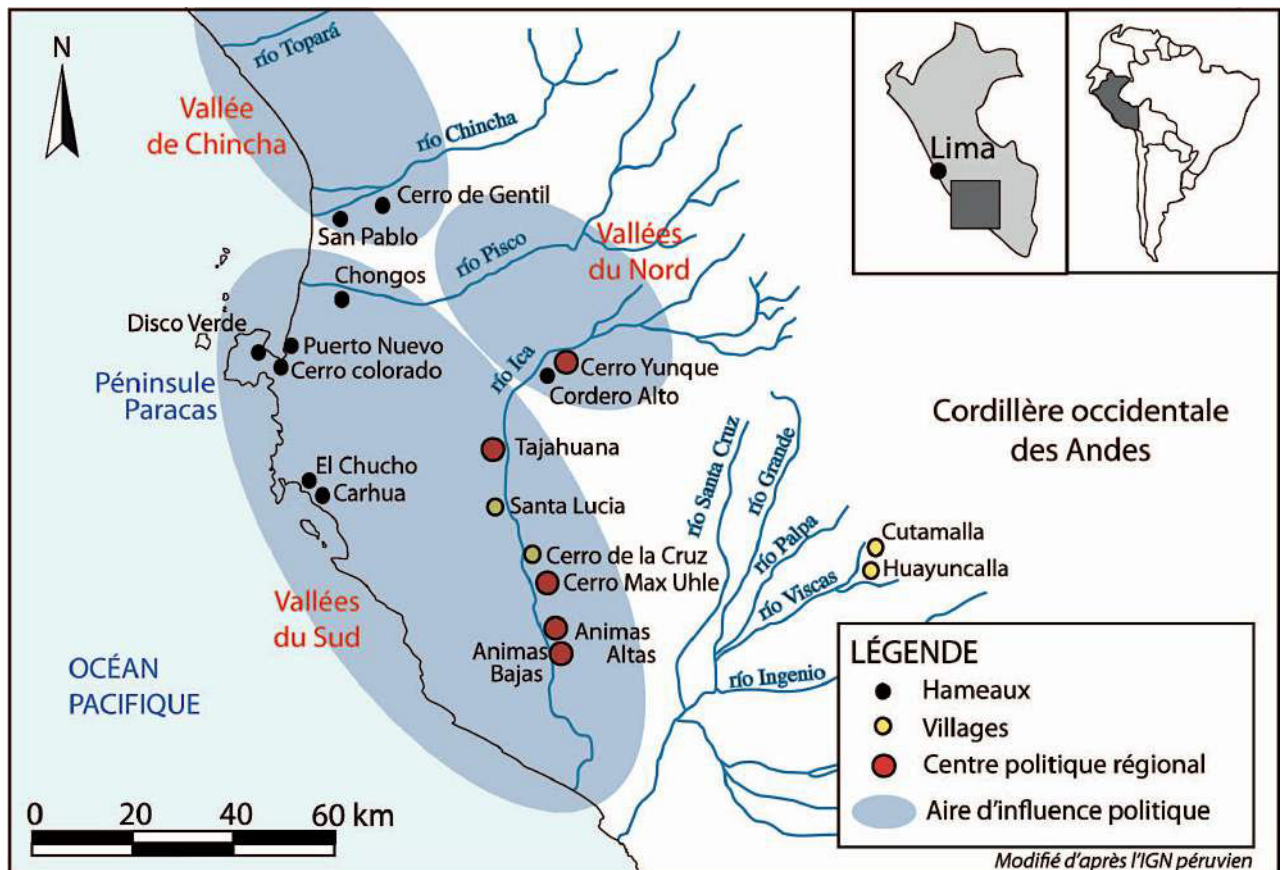 N
río Topará
Vallée
de Chincha
río Chincha
Cerro de Gentil
San Pablo
Lima
río Pisco
Vallées
du Nord
Chongos
Disco Verde
Puerto Nuevo
Cerro colorado
Péninsule
Paracas
río Ica
Cerro Yunque
Cordero Alto
Cordillère occidentale
des Andes
Tajahuana
El Chucho
Carhua
Santa Lucia
río Santa Cruz
río Grande
río Palpa
río Viscas
Cutamalla
Huayuncalla
Cerro de la Cruz
Cerro Max Uhle
Vallées
du Sud
Animas
Altas
Animas
Bajas
río Ingenio
OCÉAN
PACIFIQUE
LÉGENDE
Hameaux
Villages
Centre politique régional
Aire d'influence politique
0 20 40 60 km
Modifié d'après l'IGN péruvien